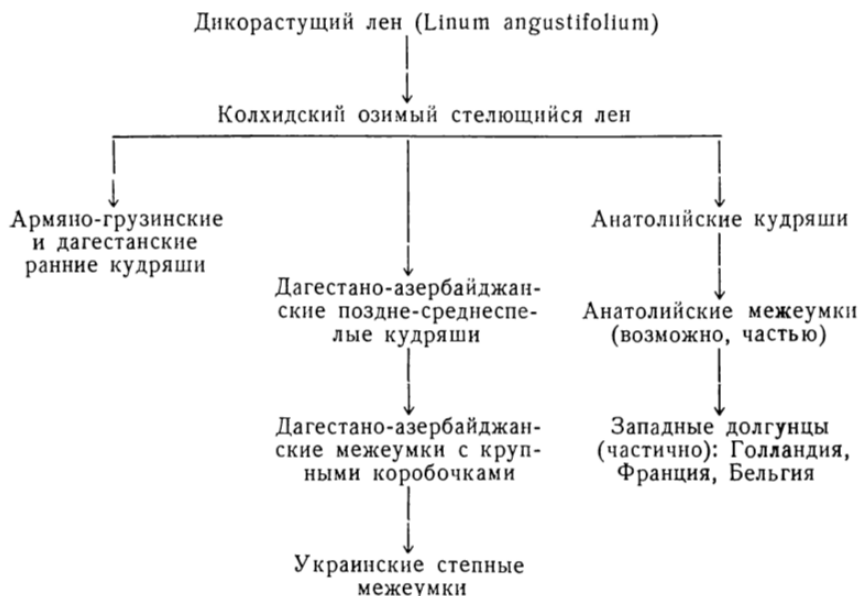 Дикорастущий лен (Linum angustifolium)
Колхидский озимый стелющийся лен
Армяно-грузинские
и дагестанские
ранние кудряши
Дагестано-азербайджан-
ские поздне-среднеспе-
лые кудряши
Дагестано-азербайджан-
ские межеумки с круп-
ными коробочками
Украинские степные
межеумки
Анатолийские кудряши
Анатолийские межеумки
(возможно, частью)
Западные долгунцы
(частично): Голландия,
Франция, Бельгия